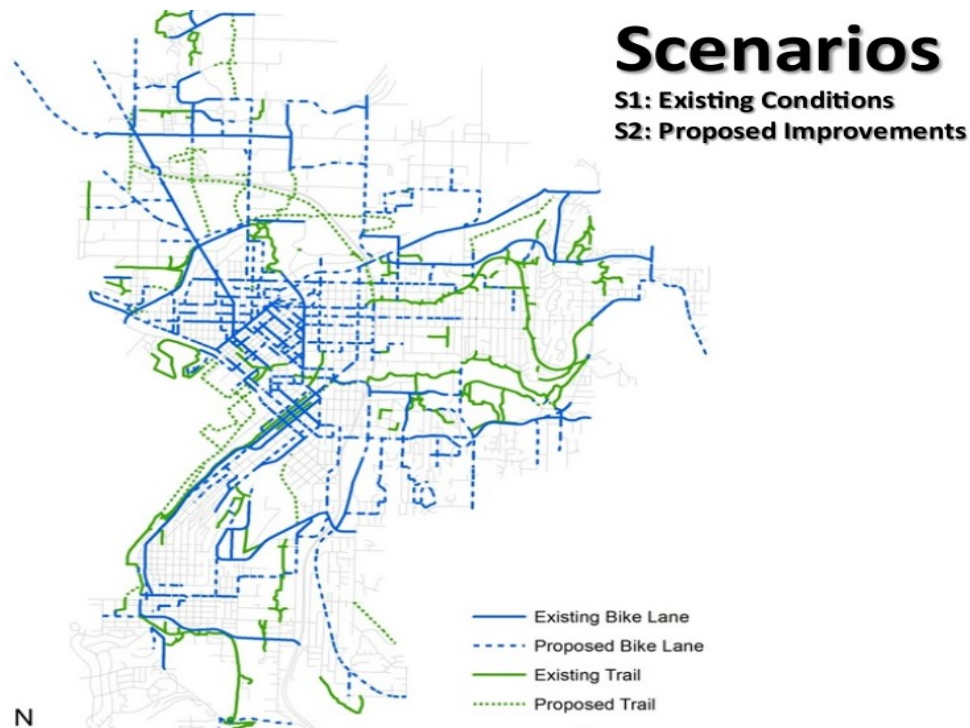 Scenarios
S1: Existing Conditions
S2: Proposed Improvements
Existing Bike Lane
Proposed Bike Lane
Existing Trail
Proposed Trail
N